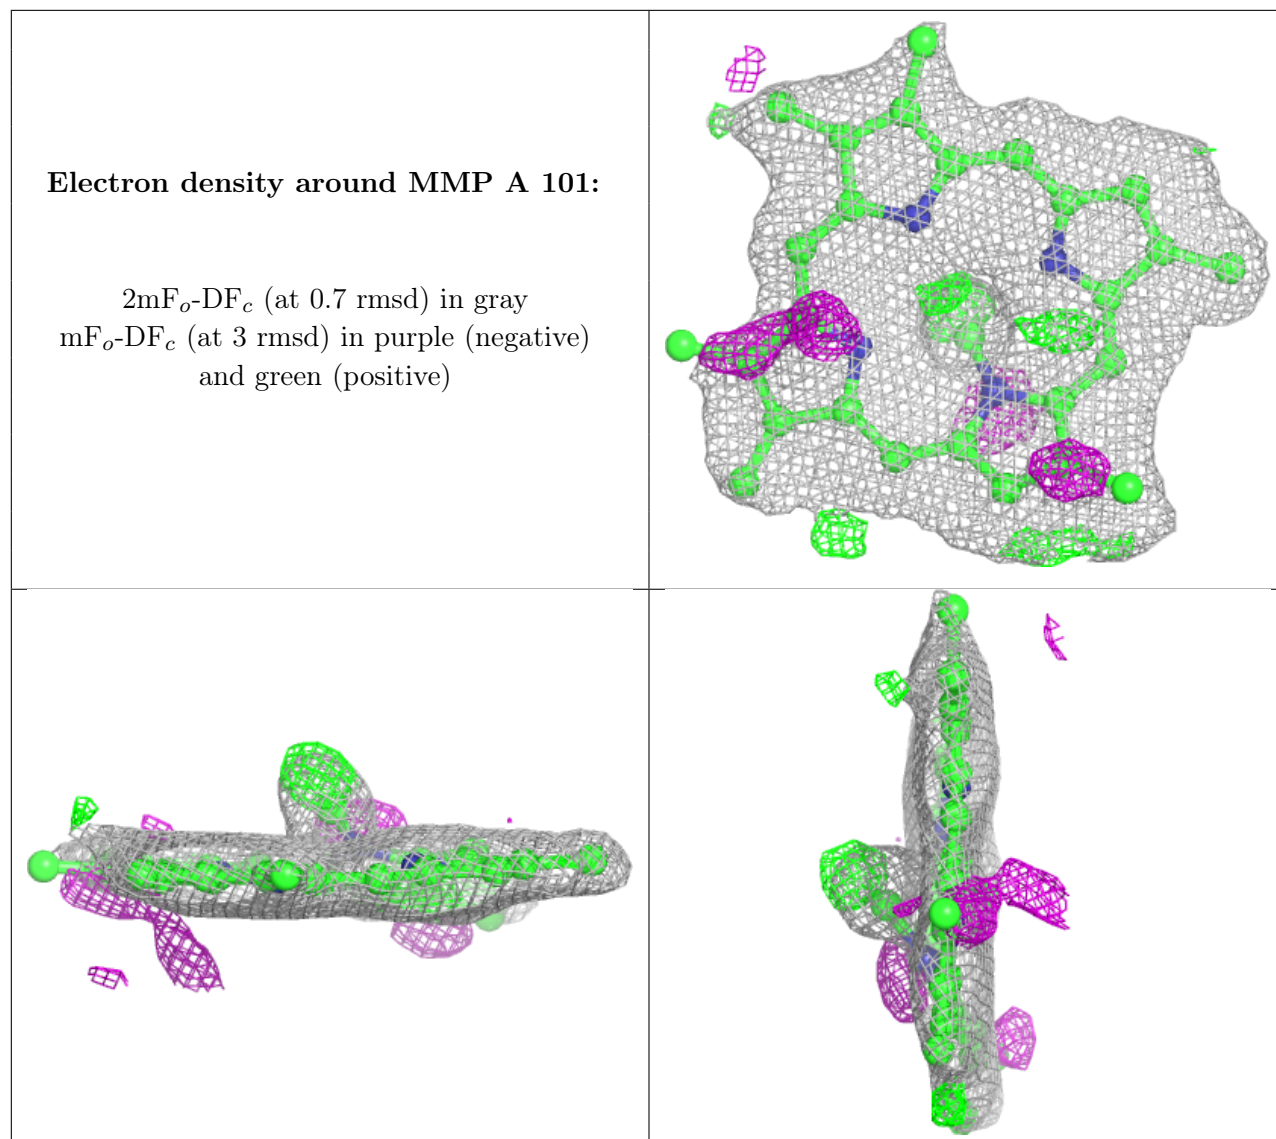 Electron density around MMP A 101:
2mFo-DFc (at 0.7 rmsd) in gray
mFo-DFc (at 3 rmsd) in purple (negative)
and green (positive)